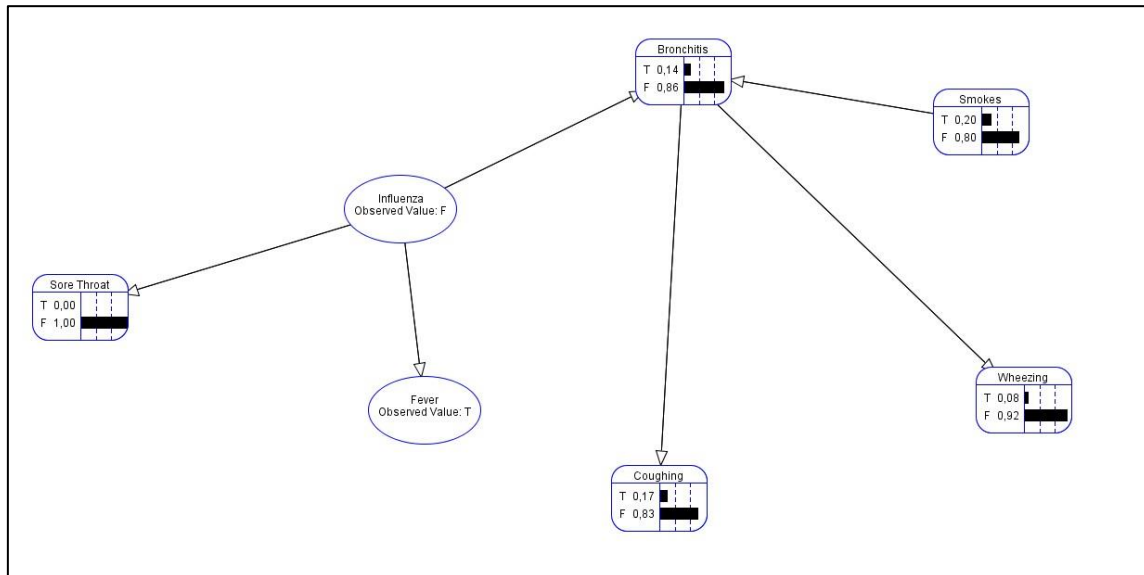 Bronchitis
T 0,14
F 0,86
Smokes
T 0,20
F 0,80
Influenza
Observed Value: F
Sore Throat
T 0,00
F 1,00
Fever
Observed Value: T
Wheezing
T 0,08
F 0,92
Coughing
T 0,17
F 0,83